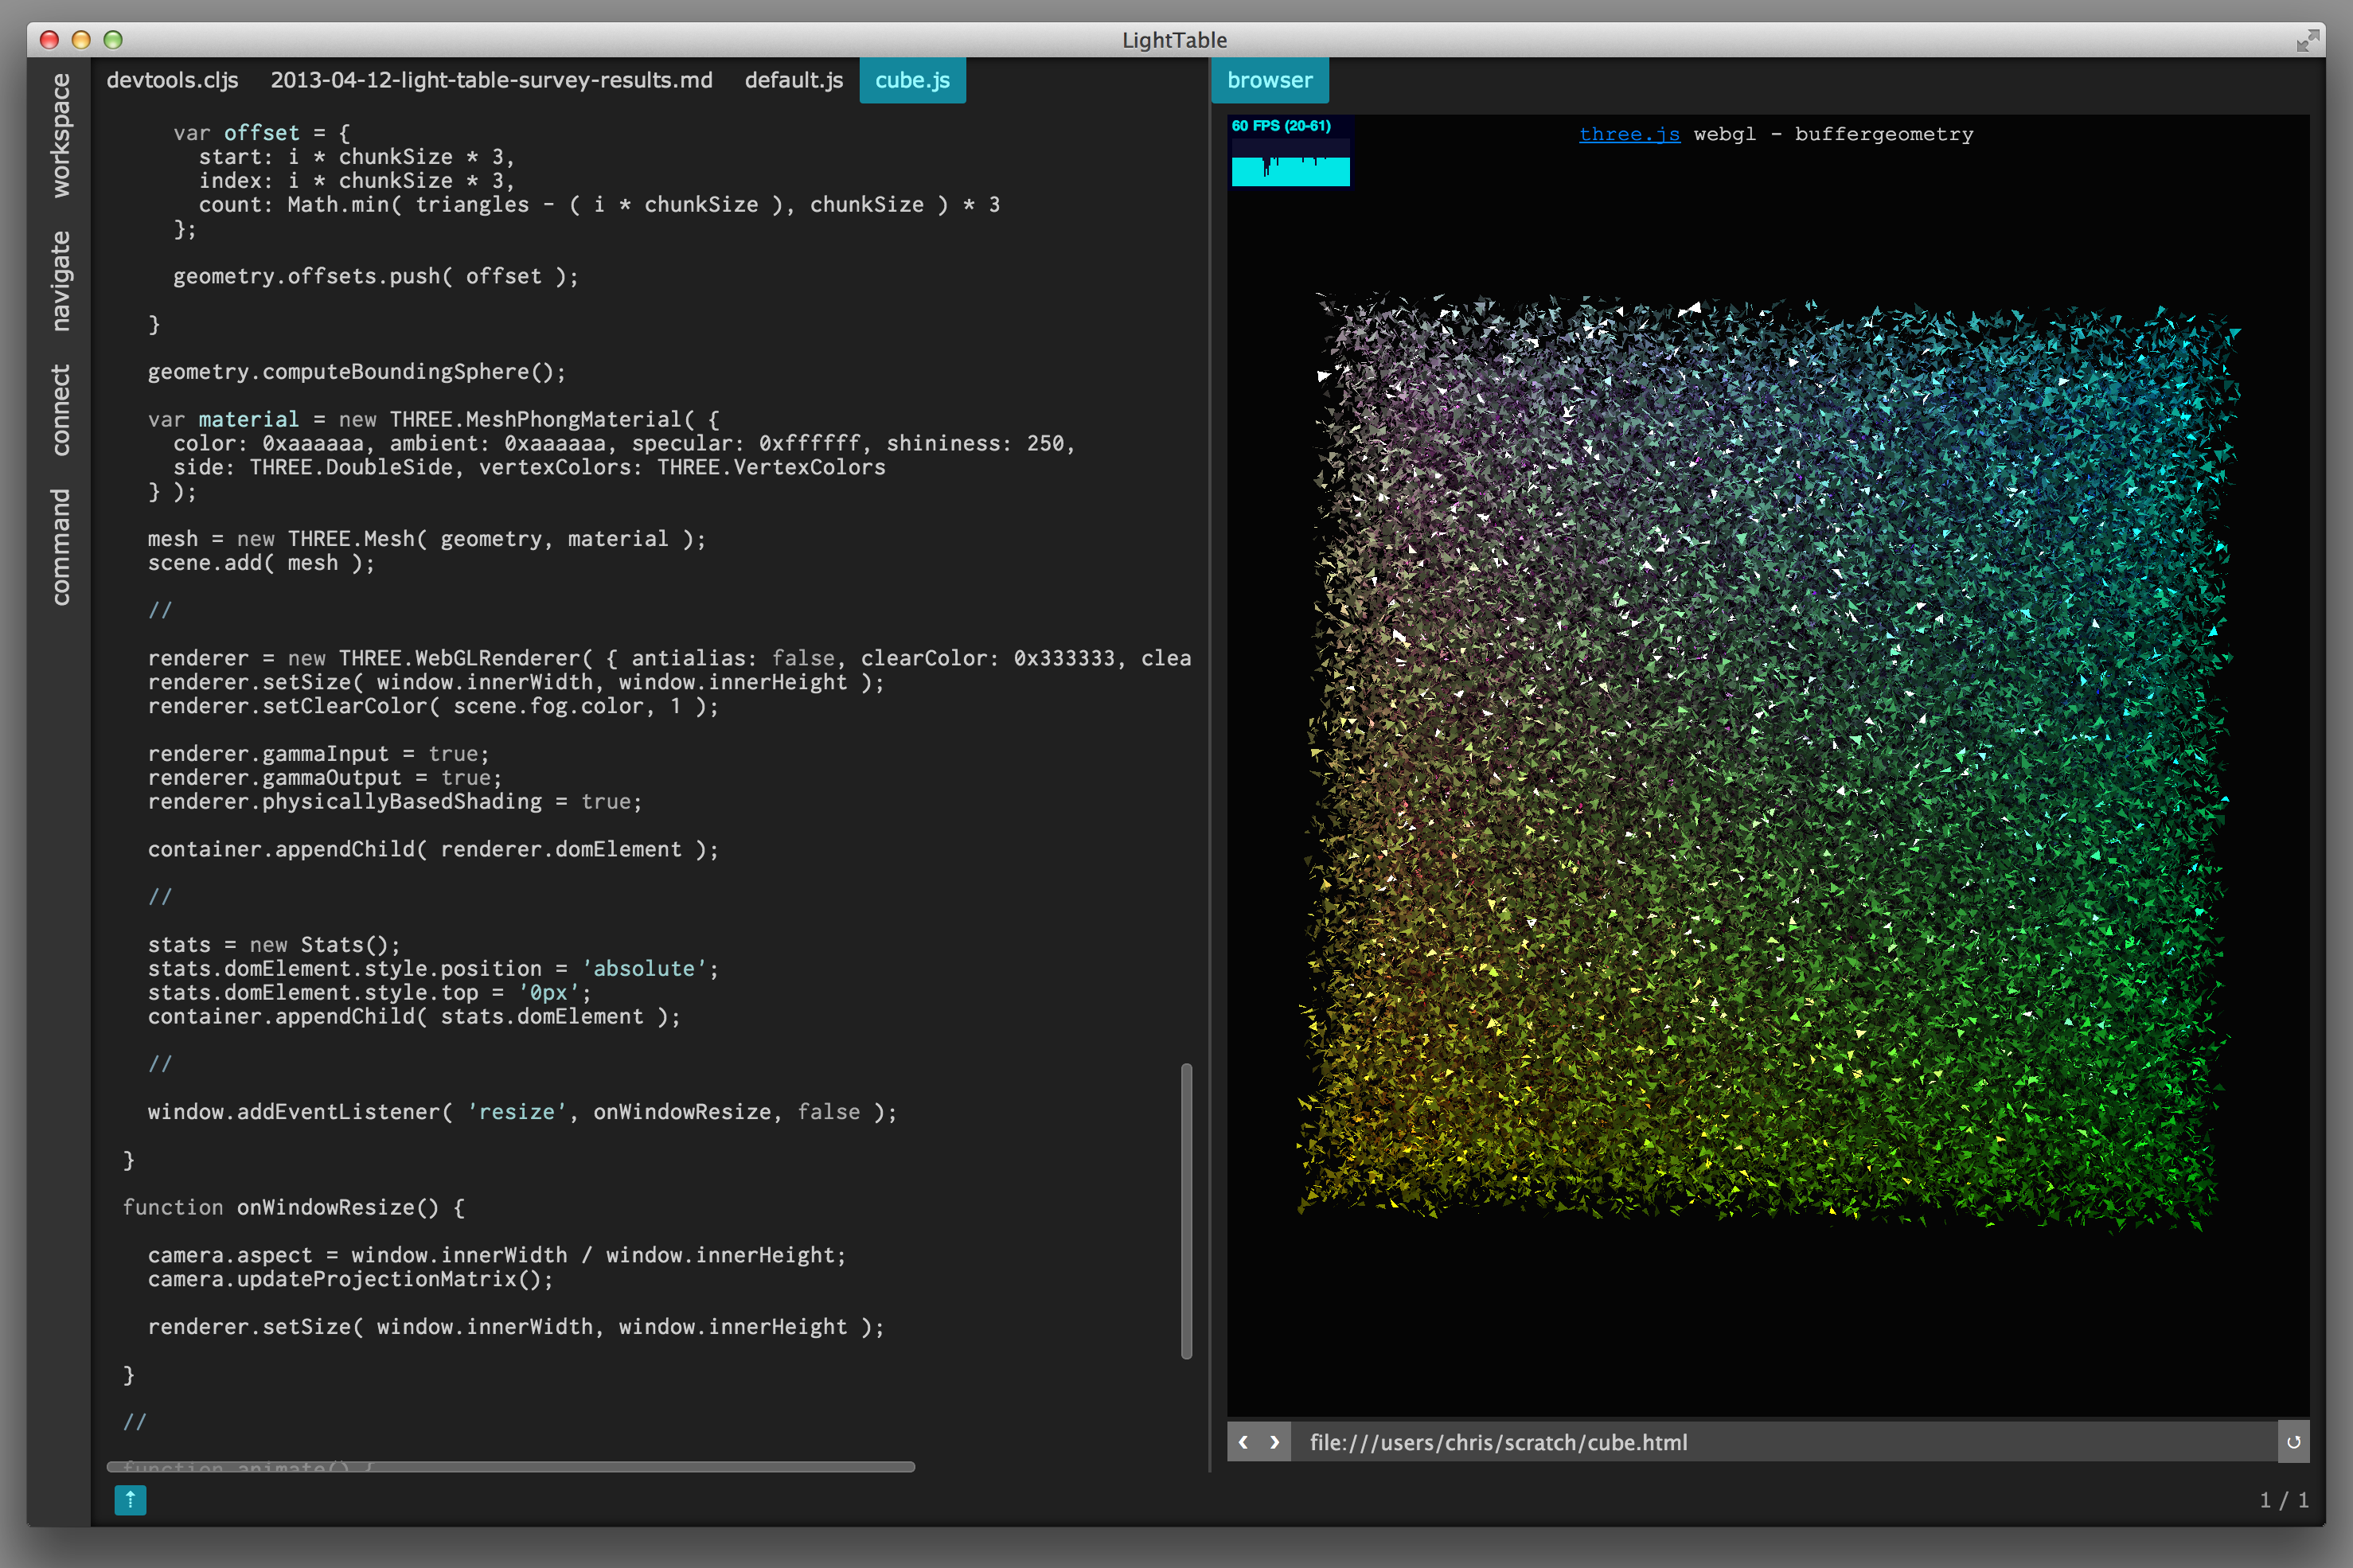 LightTable
workspace
navigate
connect
command
devtools.cljs 2013-04-12-light-table-survey-results.md default.js cube.js
var offset = {
start: i * chunkSize * 3,
index: i * chunkSize * 3,
count: Math.min( triangles - ( i * chunkSize ), chunkSize ) * 3
};
geometry.offsets.push( offset );
}
geometry.computeBoundingSphere();
var material = new THREE.MeshPhongMaterial( {
color: 0xaaaaaa, ambient: 0xaaaaaa, specular: 0xffffff, shininess: 250,
side: THREE.DoubleSide, vertexColors: THREE.VertexColors
} );
mesh = new THREE.Mesh( geometry, material );
scene.add( mesh );
//
renderer = new THREE.WebGLRenderer( { antialias: false, clearColor: 0x333333, clea
renderer.setSize( window.innerWidth, window.innerHeight );
renderer.setClearColor( scene.fog.color, 1 );
renderer.gammaInput = true;
renderer.gammaOutput = true;
renderer.physicallyBasedShading = true;
container.appendChild( renderer.domElement );
//
stats = new Stats();
stats.domElement.style.position = 'absolute';
stats.domElement.style.top = '0px';
container.appendChild( stats.domElement );
//
window.addEventListener( 'resize', onWindowResize, false );
}
function onWindowResize() {
camera.aspect = window.innerWidth / window.innerHeight;
camera.updateProjectionMatrix();
renderer.setSize( window.innerWidth, window.innerHeight );
}
//
function animate() {
browser
60 FPS (20-61)
three.js webgl - buffergeometry
file:///users/chris/scratch/cube.html
1 / 1